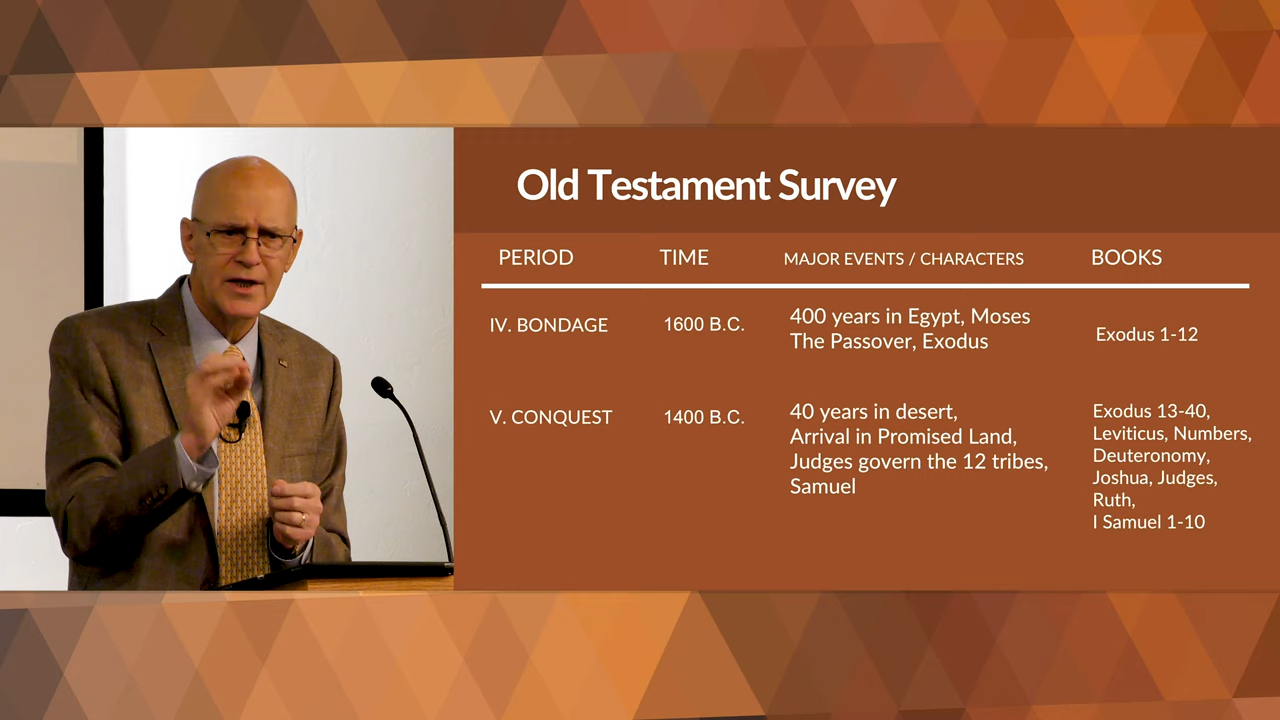 Old Testament Survey
PERIOD TIME MAJOR EVENTS / CHARACTERS BOOKS
IV. BONDAGE 1600 B.C.
400 years in Egypt, Moses
The Passover, Exodus
Exodus 1-12
V. CONQUEST 1400 B.C.
40 years in desert,
Arrival in Promised Land,
Judges govern the 12 tribes,
Samuel
Exodus 13-40,
Leviticus, Numbers,
Deuteronomy,
Joshua, Judges,
Ruth,
I Samuel 1-10